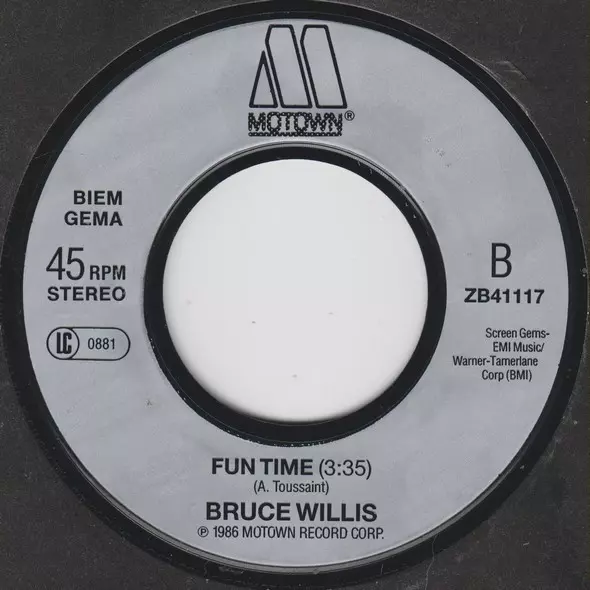 MOTOWN®
BIEM
GEMA
45 RPM
STEREO
LC 0881
B
ZB41117
Screen Gems-
EMI Music/
Warner-Tamerlane
Corp (BMI)
FUN TIME (3:35)
(A. Toussaint)
BRUCE WILLIS
℗ 1986 MOTOWN RECORD CORP.